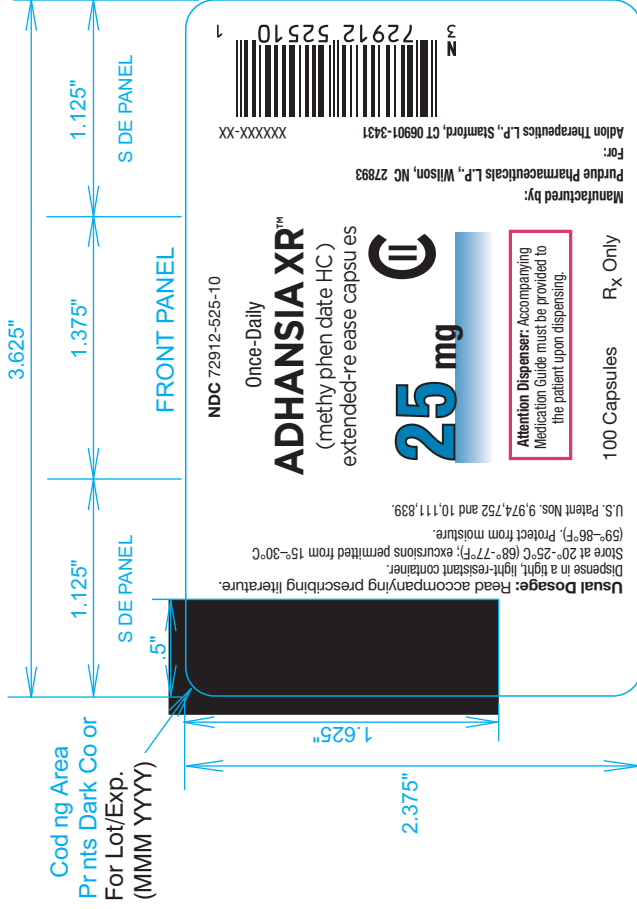 3.625"
1.125"
1.375"
1.125"
S DE PANEL
FRONT PANEL
S DE PANEL
Cod ng Area
Pr nts Dark Co or
For Lot/Exp.
(MMM YYYY)
.5"
1.625"
2.375"
Usual Dosage: Read accompanying prescribing literature.
Dispense in a tight, light-resistant container.
Store at 20°-25°C (68°-77°F); excursions permitted from 15°–30°C
(59°–86°F). Protect from moisture.
U.S. Patent Nos. 9,974,752 and 10,111,839.
NDC 72912-525-10
Once-Daily
ADHANSIA XR™
(methy phen date HC )
extended-re ease capsu es
25 mg
CII
Attention Dispenser: Accompanying
Medication Guide must be provided to
the patient upon dispensing.
100 Capsules Rx Only
Manufactured by:
Purdue Pharmaceuticals L.P., Wilson, NC 27893
For:
Adlon Therapeutics L.P., Stamford, CT 06901-3431
XXXXXX-XX
N
3 72912 52510 1